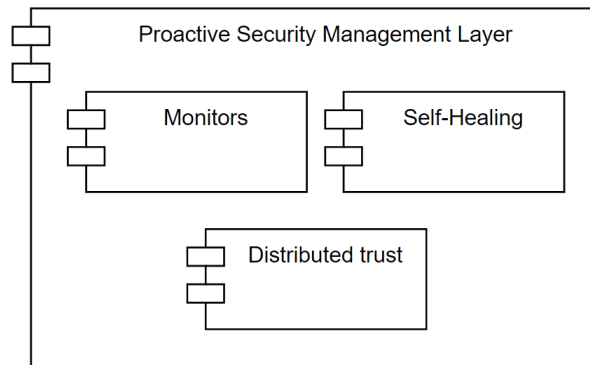 Proactive Security Management Layer
Monitors
Self-Healing
Distributed trust